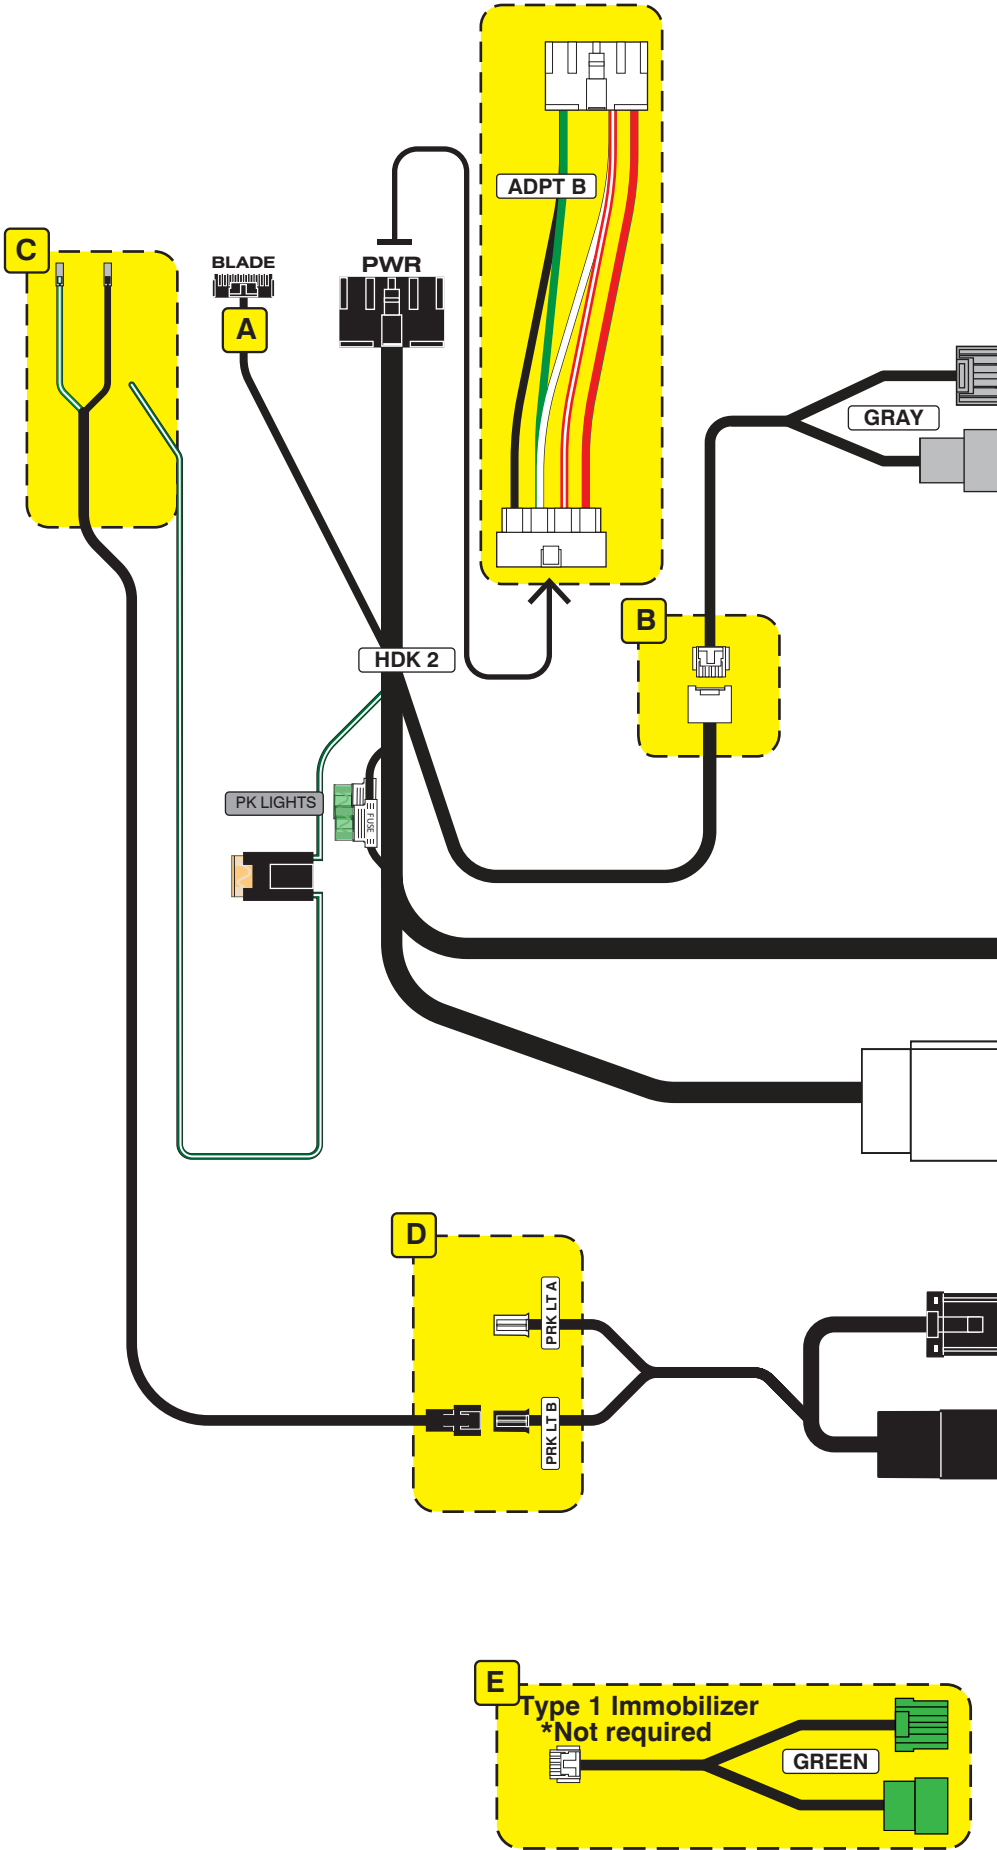 ADPT B
C
BLADE
PWR
A
GRAY
B
HDK 2
PK LIGHTS
FUSE
D
PRK LT A
PRK LT B
E
Type 1 Immobilizer
*Not required
GREEN